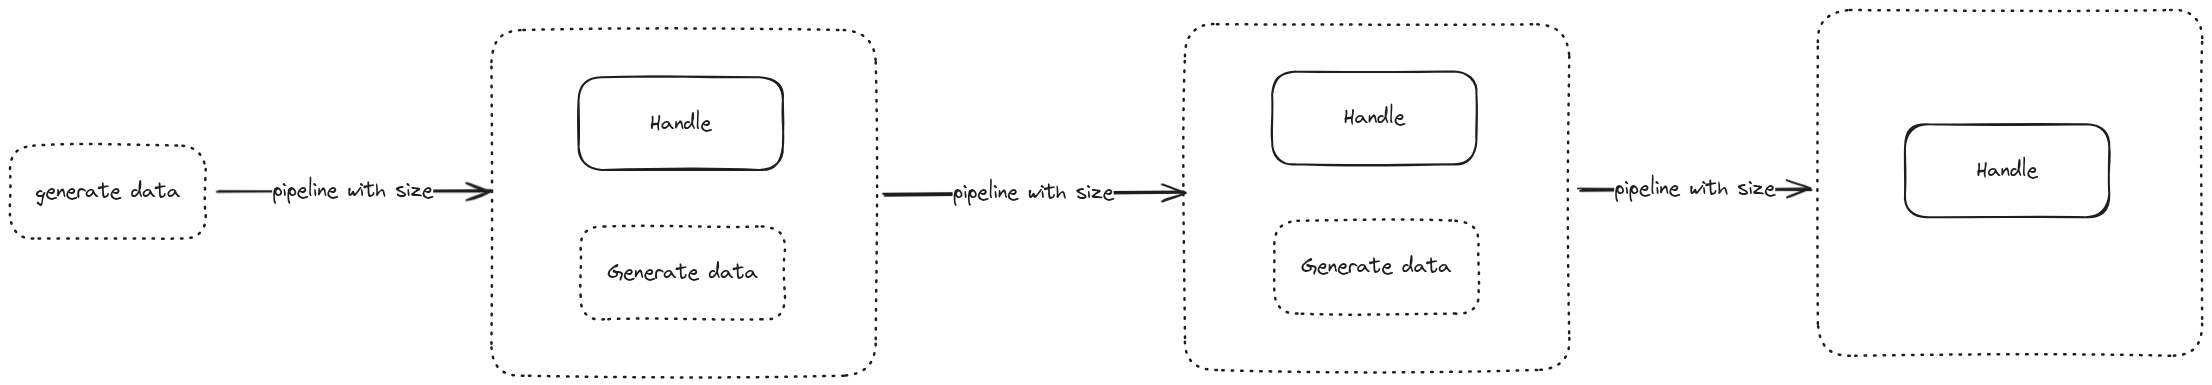 generate data
pipeline with size
Handle
Generate data
pipeline with size
Handle
Generate data
pipeline with size
Handle